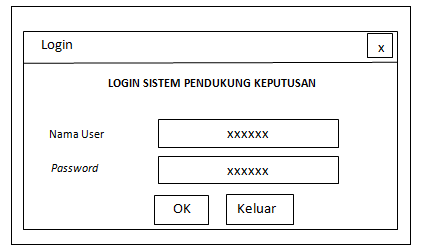 Login x
LOGIN SISTEM PENDUKUNG KEPUTUSAN
Nama User xxxxxx
Password xxxxxx
OK Keluar